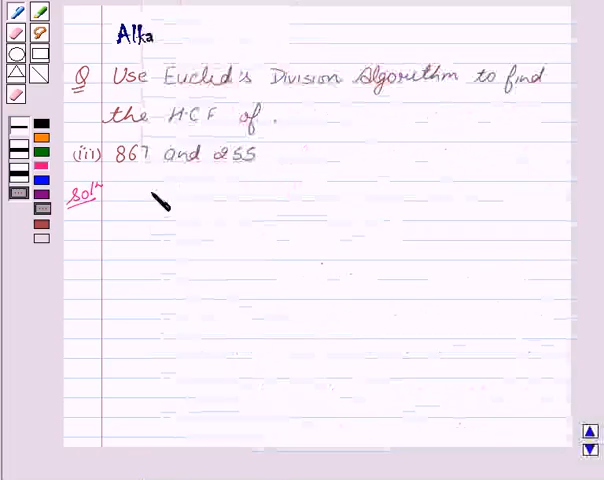 Alka
Q Use Euclid's Division Algorithm to find
the H.C.F of.
(iii) 867 and 255
Solⁿ